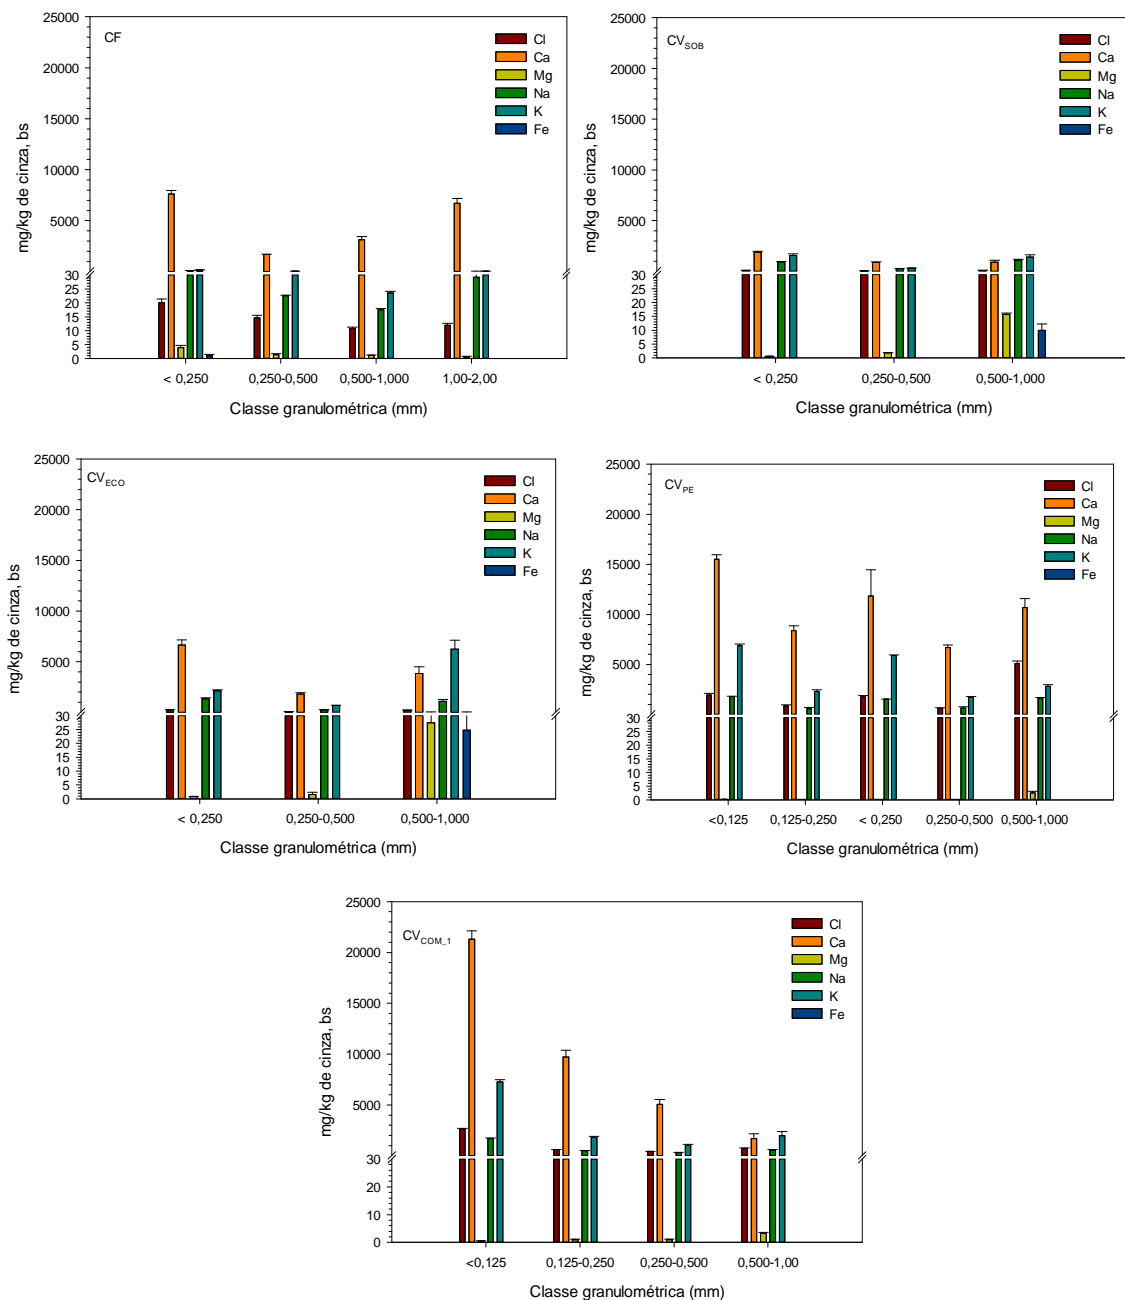 CF
Cl
Ca
Mg
Na
K
Fe
mg/kg de cinza, bs
25000
20000
15000
10000
5000
30
25
20
15
10
5
0
< 0,250
0,250-0,500
0,500-1,000
1,00-2,00
Classe granulométrica (mm)
CVSOB
Cl
Ca
Mg
Na
K
Fe
mg/kg de cinza, bs
25000
20000
15000
10000
5000
30
25
20
15
10
5
0
< 0,250
0,250-0,500
0,500-1,000
Classe granulométrica (mm)
CVECO
Cl
Ca
Mg
Na
K
Fe
mg/kg de cinza, bs
25000
20000
15000
10000
5000
30
25
20
15
10
5
0
< 0,250
0,250-0,500
0,500-1,000
Classe granulométrica (mm)
CVPE
Cl
Ca
Mg
Na
K
Fe
mg/kg de cinza, bs
25000
20000
15000
10000
5000
30
25
20
15
10
5
0
<0,125
0,125-0,250
< 0,250
0,250-0,500
0,500-1,000
Classe granulométrica (mm)
CVCOM_1
Cl
Ca
Mg
Na
K
Fe
mg/kg de cinza, bs
25000
20000
15000
10000
5000
30
20
10
0
<0,125
0,125-0,250
0,250-0,500
0,500-1,00
Classe granulométrica (mm)